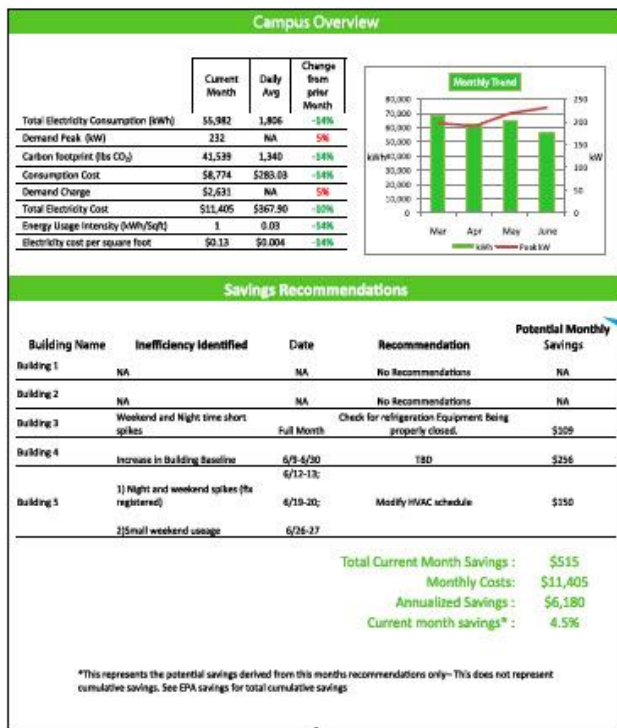 Campus Overview
Current Month Daily Avg Change from prior Month
Total Electricity Consumption (kWh) 55,982 1,806 -14%
Demand Peak (kW) 232 NA 5%
Carbon footprint (lbs CO₂) 41,539 1,340 -14%
Consumption Cost $8,774 $283.03 -14%
Demand Charge $2,631 NA 5%
Total Electricity Cost $11,405 $367.90 -10%
Energy Usage Intensity (kWh/Sqft) 1 0.03 -14%
Electricity cost per square foot $0.13 $0.004 -14%
Monthly Trend
80,000 250
70,000
60,000 200
50,000 150
kWh 40,000 kW
30,000 100
20,000 50
10,000
0 0
Mar Apr May June
kWh Peak kW
Savings Recommendations
Building Name Inefficiency Identified Date Recommendation Potential Monthly Savings
Building 1 NA NA No Recommendations NA
Building 2 NA NA No Recommendations NA
Building 3 Weekend and Night time short spikes Full Month Check for refrigeration Equipment Being properly closed. $109
Building 4 Increase in Building Baseline 6/9-6/30 TBD $256
6/12-13;
Building 5 1) Night and weekend spikes (ftx registered) 6/19-20; Modify HVAC schedule $150
2)Small weekend useage 6/26-27
Total Current Month Savings : $515
Monthly Costs: $11,405
Annualized Savings : $6,180
Current month savings* : 4.5%
*This represents the potential savings derived from this months recommendations only-- This does not represent
cumulative savings. See EPA savings for total cumulative savings